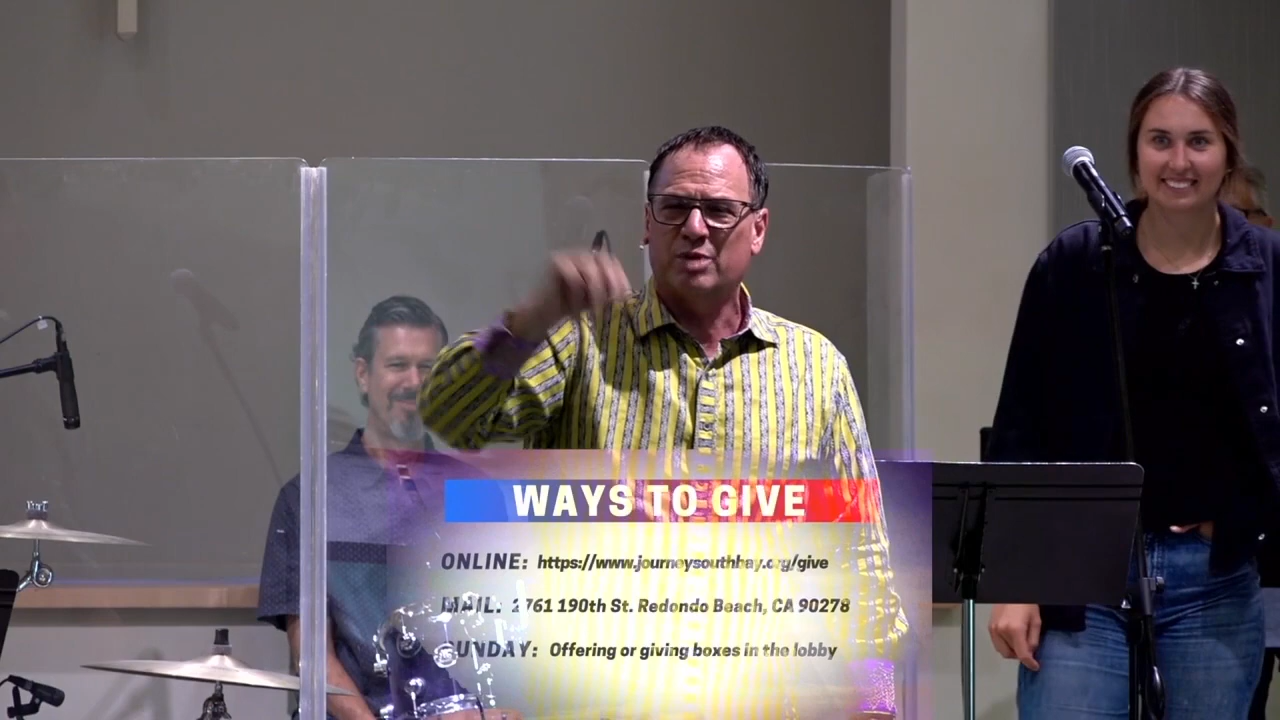 WAYS TO GIVE
ONLINE: https://www.journeysouthbay.org/give
MAIL: 2761 190th St. Redondo Beach, CA 90278
SUNDAY: Offering or giving boxes in the lobby